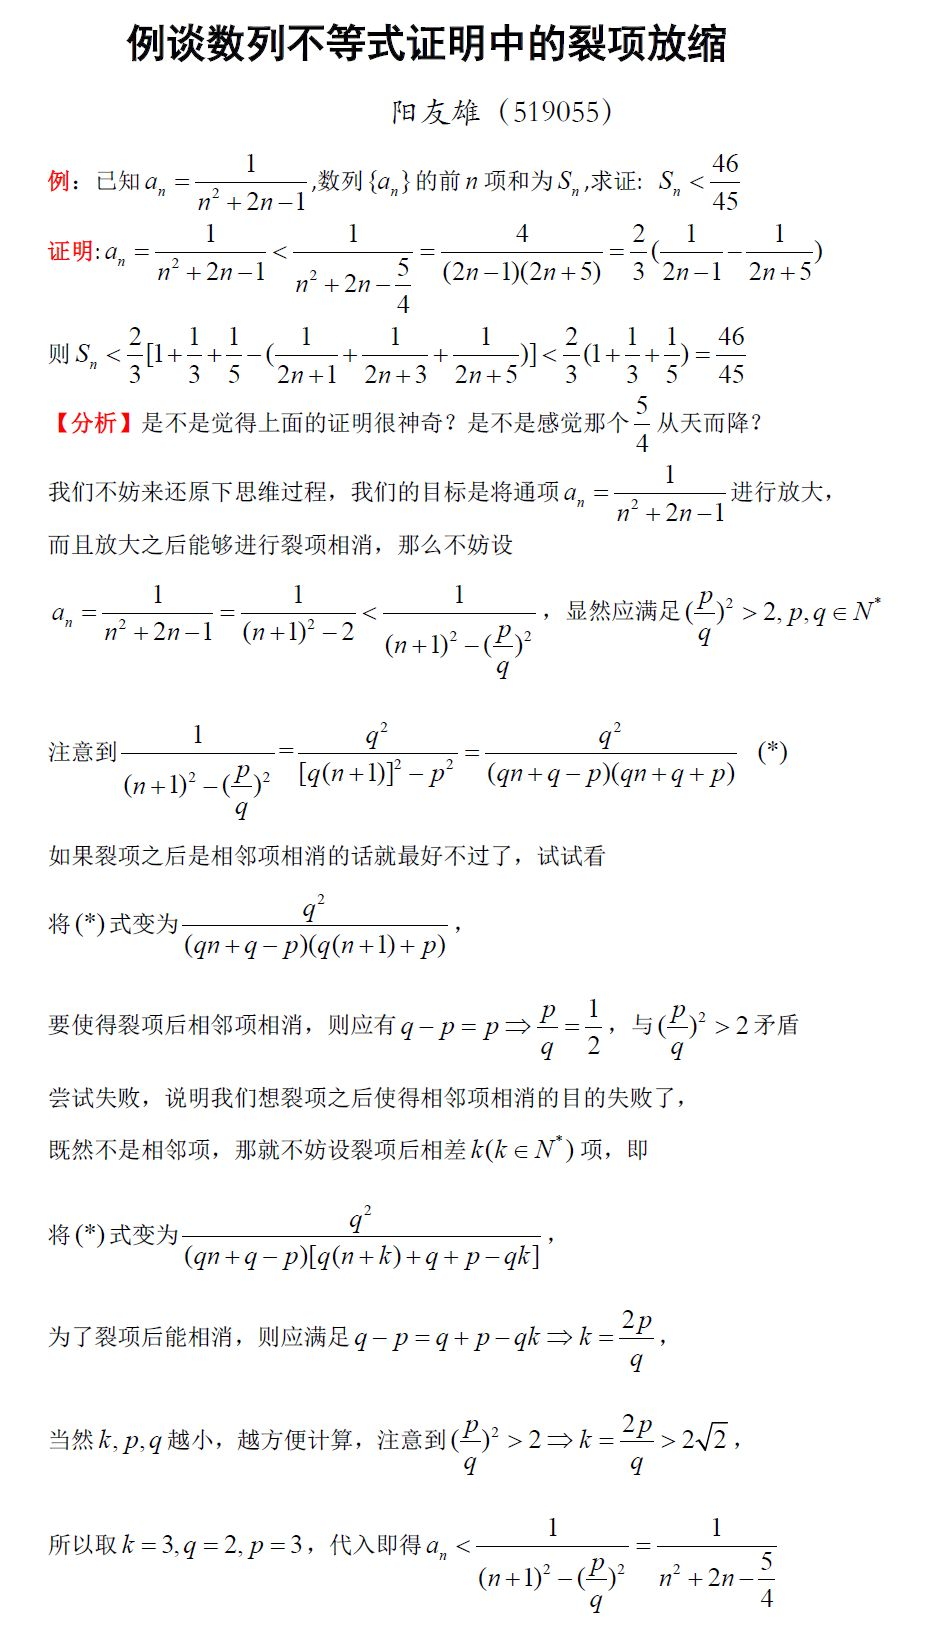 例谈数列不等式证明中的裂项放缩
阳友雄（519055）
例：已知 $a_n = \frac{1}{n^2+2n-1}$ ,数列 $\{a_n\}$ 的前 $n$ 项和为 $S_n$ ,求证: $S_n < \frac{46}{45}$
证明: $a_n = \frac{1}{n^2+2n-1} < \frac{1}{n^2+2n-\frac{5}{4}} = \frac{4}{(2n-1)(2n+5)} = \frac{2}{3}(\frac{1}{2n-1} - \frac{1}{2n+5})$
则 $S_n < \frac{2}{3}[1+\frac{1}{3}+\frac{1}{5}-(\frac{1}{2n+1}+\frac{1}{2n+3}+\frac{1}{2n+5})] < \frac{2}{3}(1+\frac{1}{3}+\frac{1}{5}) = \frac{46}{45}$
【分析】是不是觉得上面的证明很神奇？是不是感觉那个 $\frac{5}{4}$ 从天而降？
我们不妨来还原下思维过程，我们的目标是将通项 $a_n = \frac{1}{n^2+2n-1}$ 进行放大，
而且放大之后能够进行裂项相消，那么不妨设
$a_n = \frac{1}{n^2+2n-1} = \frac{1}{(n+1)^2-2} < \frac{1}{(n+1)^2-(\frac{p}{q})^2}$ ，显然应满足 $(\frac{p}{q})^2 > 2, p,q \in N^*$
注意到 $\frac{1}{(n+1)^2-(\frac{p}{q})^2} = \frac{q^2}{[q(n+1)]^2-p^2} = \frac{q^2}{(qn+q-p)(qn+q+p)}$ (*)
如果裂项之后是相邻项相消的话就最好不过了，试试看
将 (*) 式变为 $\frac{q^2}{(qn+q-p)(q(n+1)+p)}$ ，
要使得裂项后相邻项相消，则应有 $q-p=p \Rightarrow \frac{p}{q} = \frac{1}{2}$ ，与 $(\frac{p}{q})^2 > 2$ 矛盾
尝试失败，说明我们想裂项之后使得相邻项相消的目的失败了，
既然不是相邻项，那就不妨设裂项后相差 $k(k \in N^*)$ 项，即
将 (*) 式变为 $\frac{q^2}{(qn+q-p)[q(n+k)+q+p-qk]}$ ，
为了裂项后能相消，则应满足 $q-p=q+p-qk \Rightarrow k = \frac{2p}{q}$ ，
当然 $k,p,q$ 越小，越方便计算，注意到 $(\frac{p}{q})^2 > 2 \Rightarrow k = \frac{2p}{q} > 2\sqrt{2}$ ，
所以取 $k=3,q=2,p=3$ ，代入即得 $a_n < \frac{1}{(n+1)^2-(\frac{p}{q})^2} = \frac{1}{n^2+2n-\frac{5}{4}}$